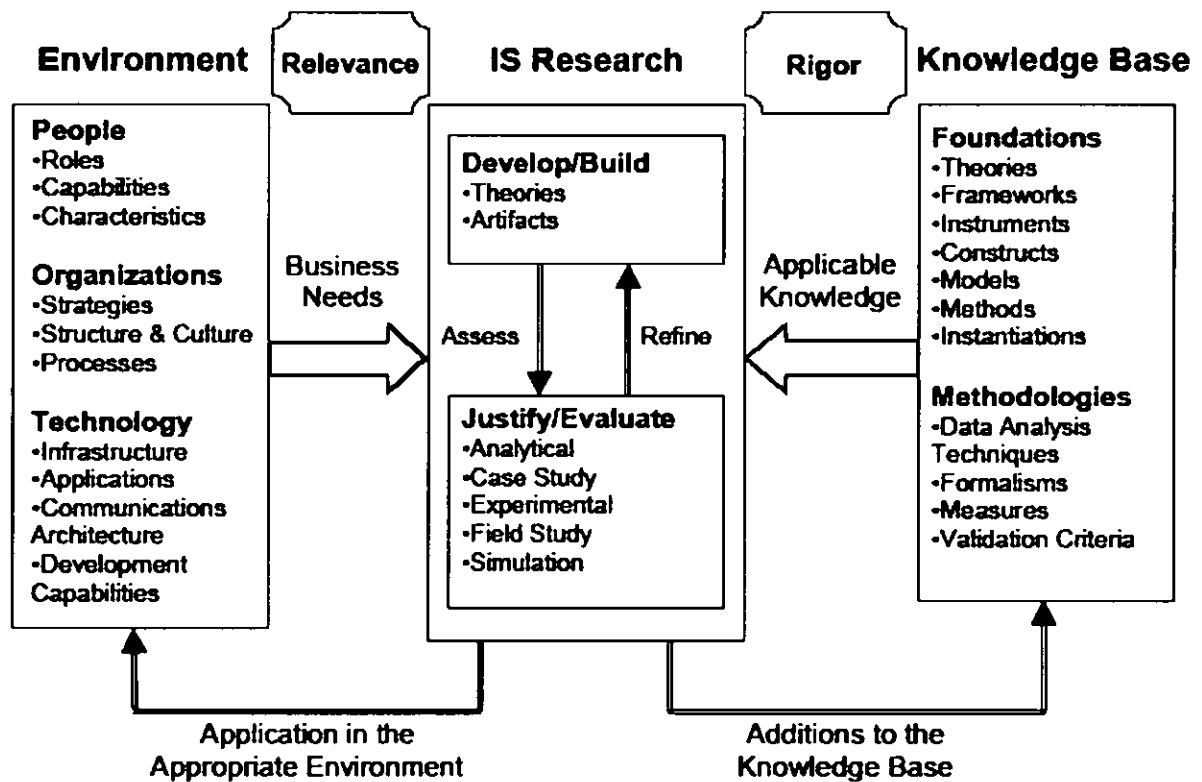 Environment
Relevance
IS Research
Rigor
Knowledge Base
People
•Roles
•Capabilities
•Characteristics
Organizations
•Strategies
•Structure & Culture
•Processes
Technology
•Infrastructure
•Applications
•Communications
Architecture
•Development
Capabilities
Business
Needs
Develop/Build
•Theories
•Artifacts
Assess
Refine
Justify/Evaluate
•Analytical
•Case Study
•Experimental
•Field Study
•Simulation
Applicable
Knowledge
Foundations
•Theories
•Frameworks
•Instruments
•Constructs
•Models
•Methods
•Instantiations
Methodologies
•Data Analysis
Techniques
•Formalisms
•Measures
•Validation Criteria
Application in the
Appropriate Environment
Additions to the
Knowledge Base